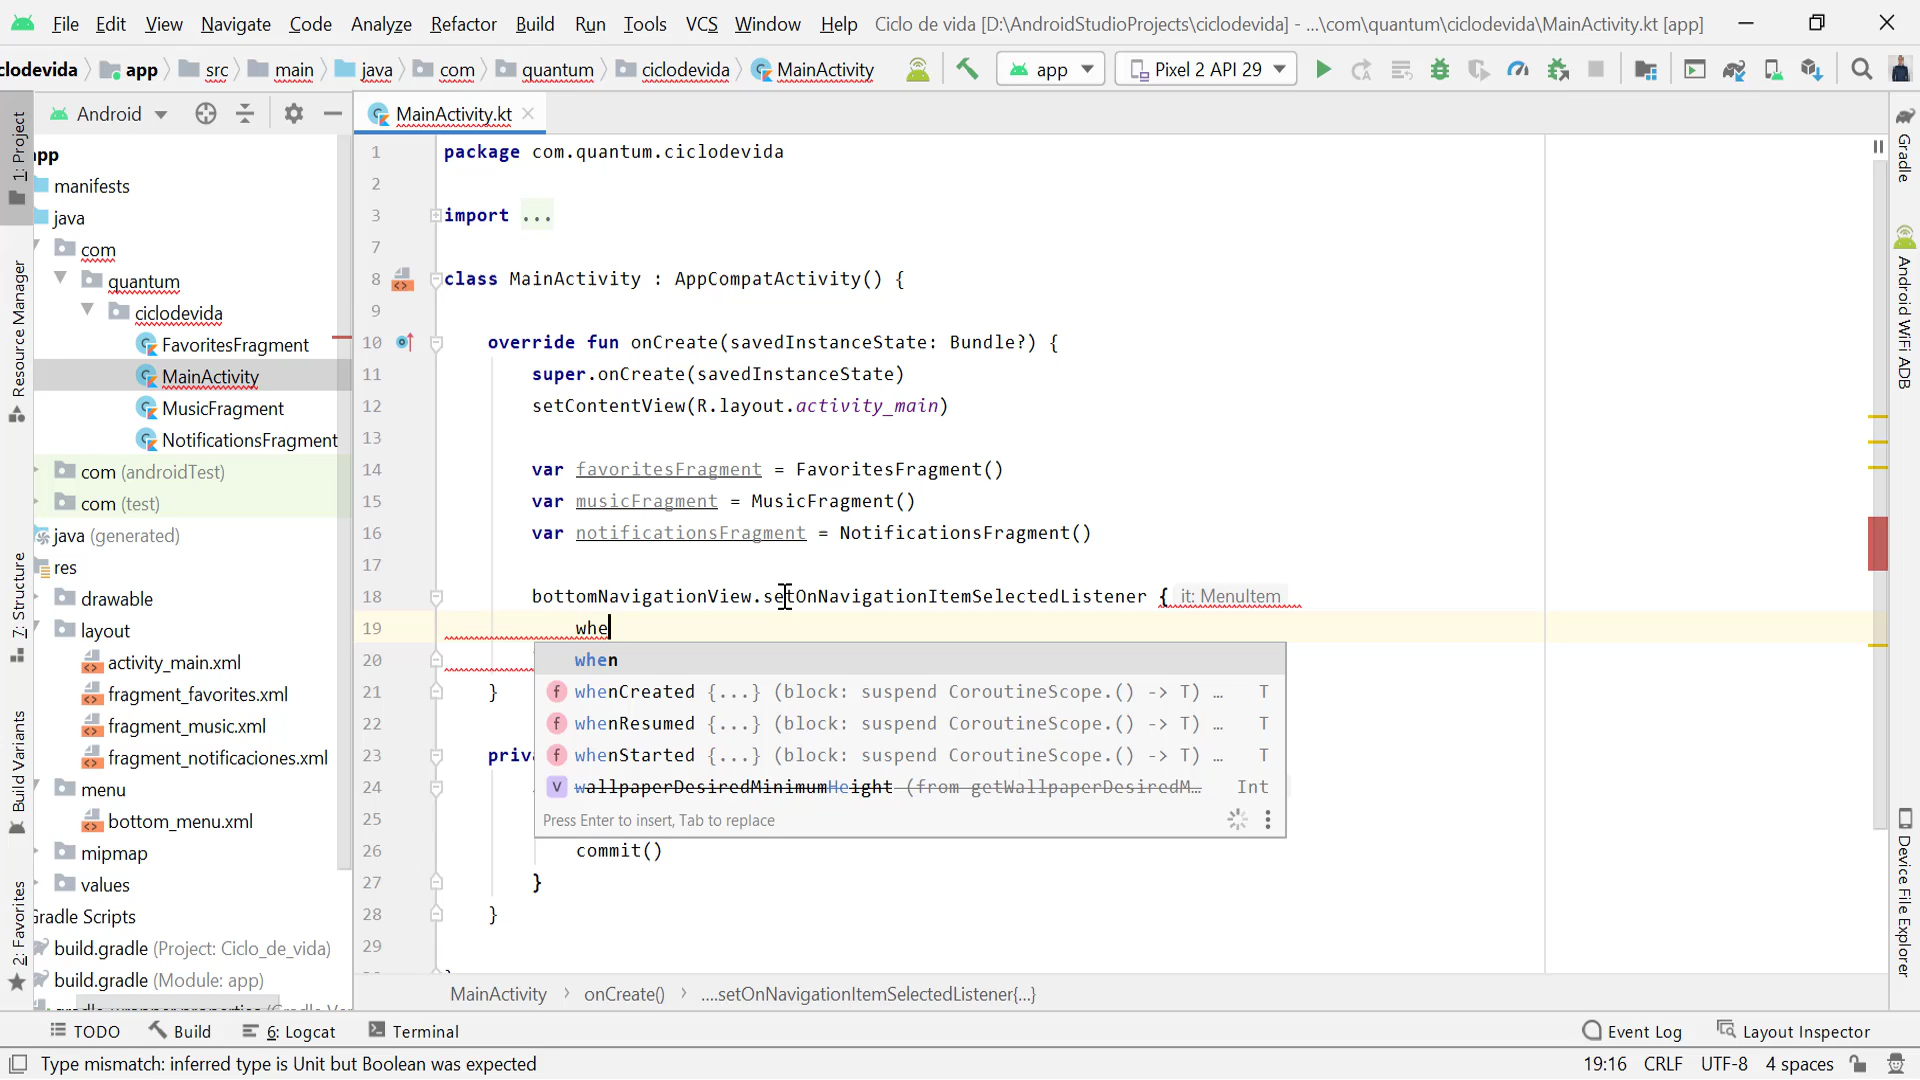 File Edit View Navigate Code Analyze Refactor Build Run Tools VCS Window Help Ciclo de vida [D:\AndroidStudioProjects\ciclodevida] - ...\com\quantum\ciclodevida\MainActivity.kt [app]
clodevida app src main java com quantum ciclodevida MainActivity app Pixel 2 API 29
Android
MainActivity.kt
1: Project
Resource Manager
7: Structure
Build Variants
2: Favorites
app
manifests
java
com
quantum
ciclodevida
FavoritesFragment
MainActivity
MusicFragment
NotificationsFragment
com (androidTest)
com (test)
java (generated)
res
drawable
layout
activity_main.xml
fragment_favorites.xml
fragment_music.xml
fragment_notificaciones.xml
menu
bottom_menu.xml
mipmap
values
Gradle Scripts
build.gradle (Project: Ciclo_de_vida)
build.gradle (Module: app)
1 package com.quantum.ciclodevida
2
3 import ...
7
8 class MainActivity : AppCompatActivity() {
9
10 override fun onCreate(savedInstanceState: Bundle?) {
11 super.onCreate(savedInstanceState)
12 setContentView(R.layout.activity_main)
13
14 var favoritesFragment = FavoritesFragment()
15 var musicFragment = MusicFragment()
16 var notificationsFragment = NotificationsFragment()
17
18 bottomNavigationView.setOnNavigationItemSelectedListener { it: MenuItem
19 whe
20
21 }
22
23 priv
24
25
26 commit()
27 }
28 }
29
when
whenCreated {...} (block: suspend CoroutineScope.() -> T) ... T
whenResumed {...} (block: suspend CoroutineScope.() -> T) ... T
whenStarted {...} (block: suspend CoroutineScope.() -> T) ... T
wallpaperDesiredMinimumHeight (from getWallpaperDesiredM... Int
Press Enter to insert, Tab to replace
Gradle
Android WiFi ADB
Device File Explorer
MainActivity › onCreate() › ....setOnNavigationItemSelectedListener{...}
TODO Build 6: Logcat Terminal Event Log Layout Inspector
Type mismatch: inferred type is Unit but Boolean was expected 19:16 CRLF UTF-8 4 spaces